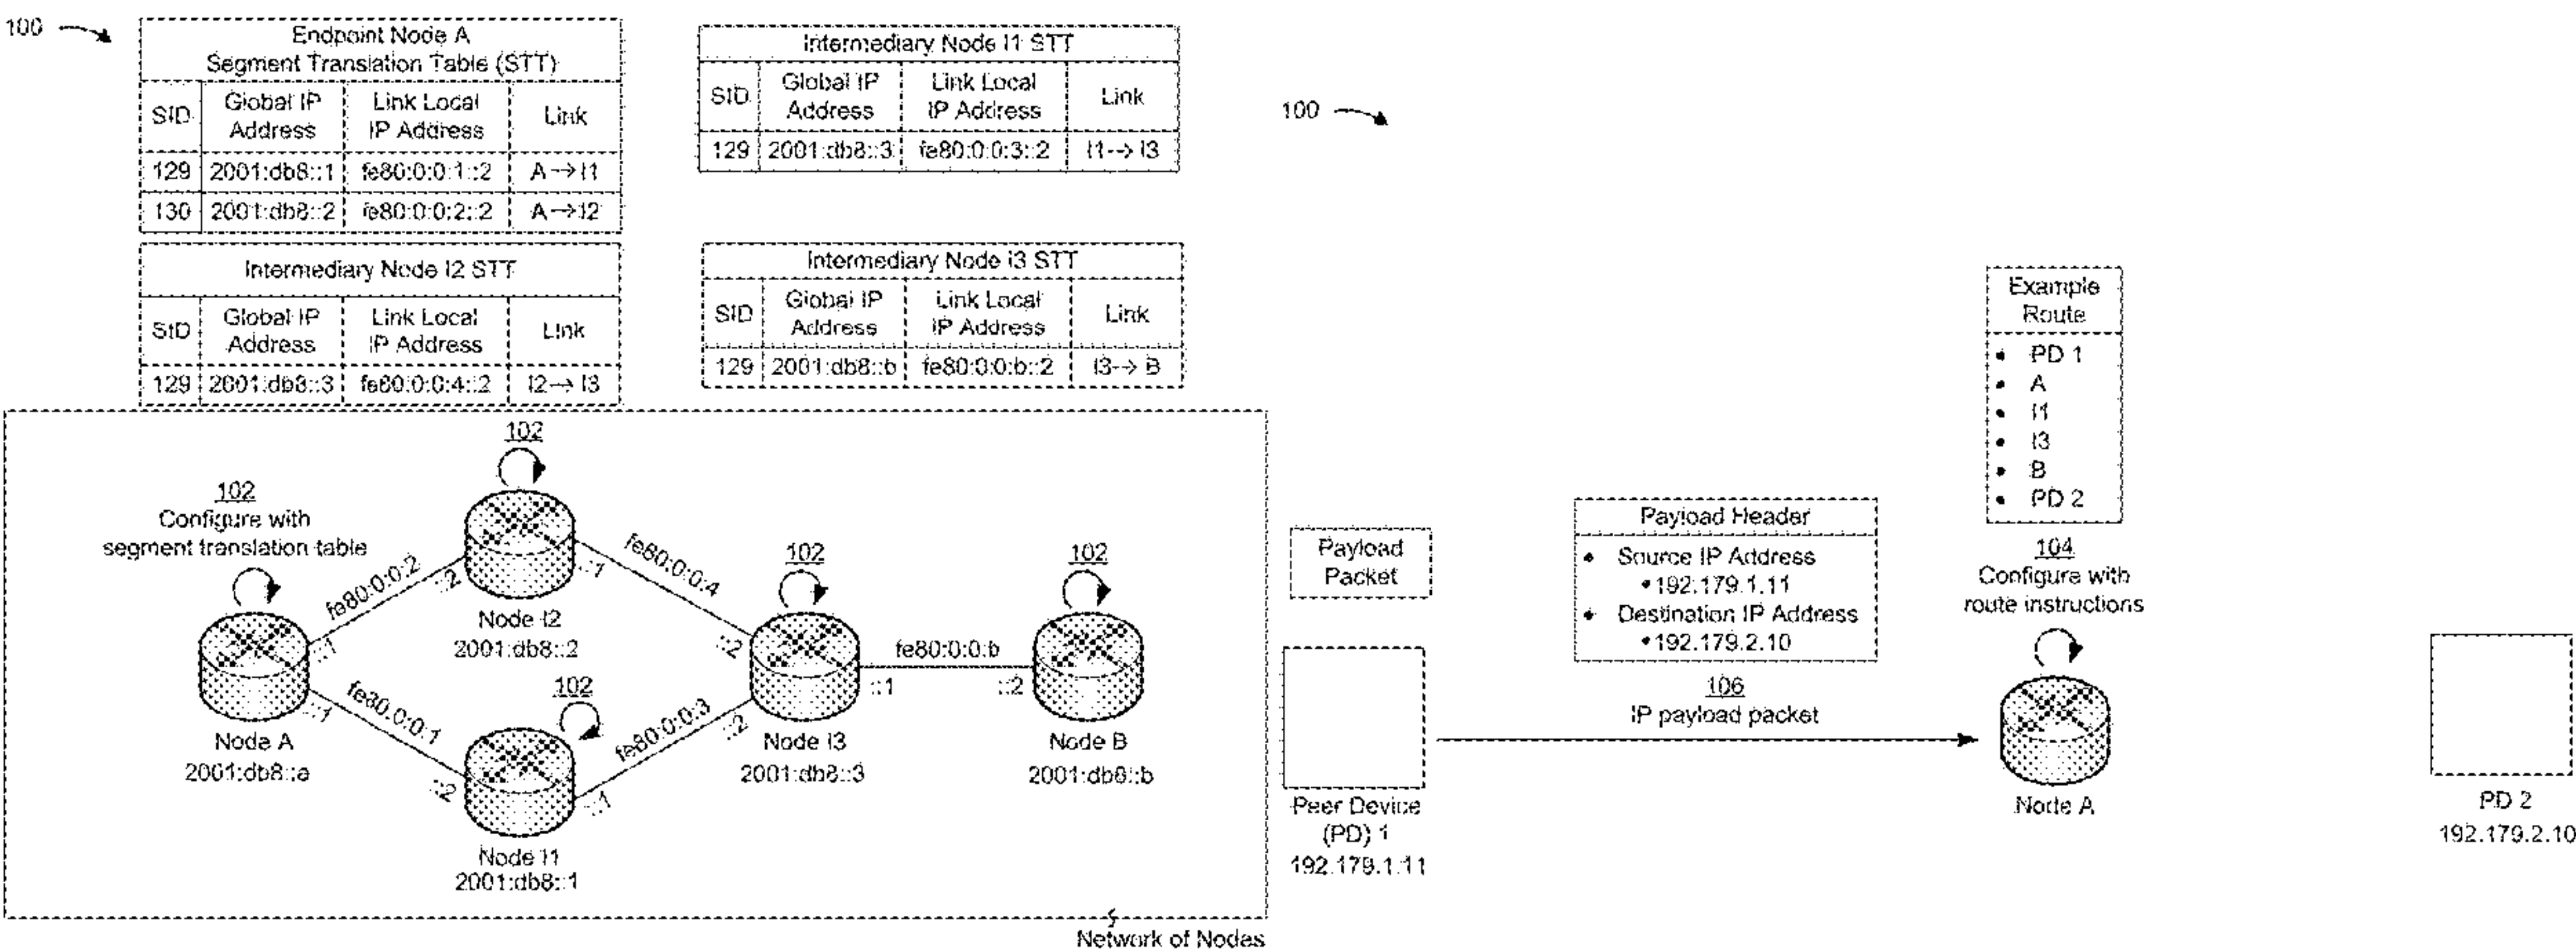 100
Endpoint Node A
Segment Translation Table (STT)
SID Global IP Address Link Local IP Address Link
129 2001:db8::1 fe80:0:0:1::2 A→I1
130 2001:db8::2 fe80:0:0:2::2 A→I2
Intermediary Node I1 STT
SID Global IP Address Link Local IP Address Link
129 2001:db8::3 fe80:0:0:3::2 I1→I3
Intermediary Node I2 STT
SID Global IP Address Link Local IP Address Link
129 2001:db8::3 fe80:0:0:4::2 I2→I3
Intermediary Node I3 STT
SID Global IP Address Link Local IP Address Link
129 2001:db8::b fe80:0:0:b::2 I3→B
102
Configure with
segment translation table
102
102
102
102
fe80:0:0:2
::1
::2
fe80:0:0:4
::1
::2
fe80:0:0:1
::1
::2
fe80:0:0:3
::1
::2
fe80:0:0:b
::1
::2
Node A
2001:db8::a
Node I2
2001:db8::2
Node I1
2001:db8::1
Node I3
2001:db8::3
Node B
2001:db8::b
Network of Nodes
100
Payload
Packet
Peer Device
(PD) 1
192.179.1.11
Payload Header
• Source IP Address
• 192.179.1.11
• Destination IP Address
• 192.179.2.10
106
IP payload packet
Example
Route
• PD 1
• A
• I1
• I3
• B
• PD 2
104
Configure with
route instructions
Node A
PD 2
192.179.2.10